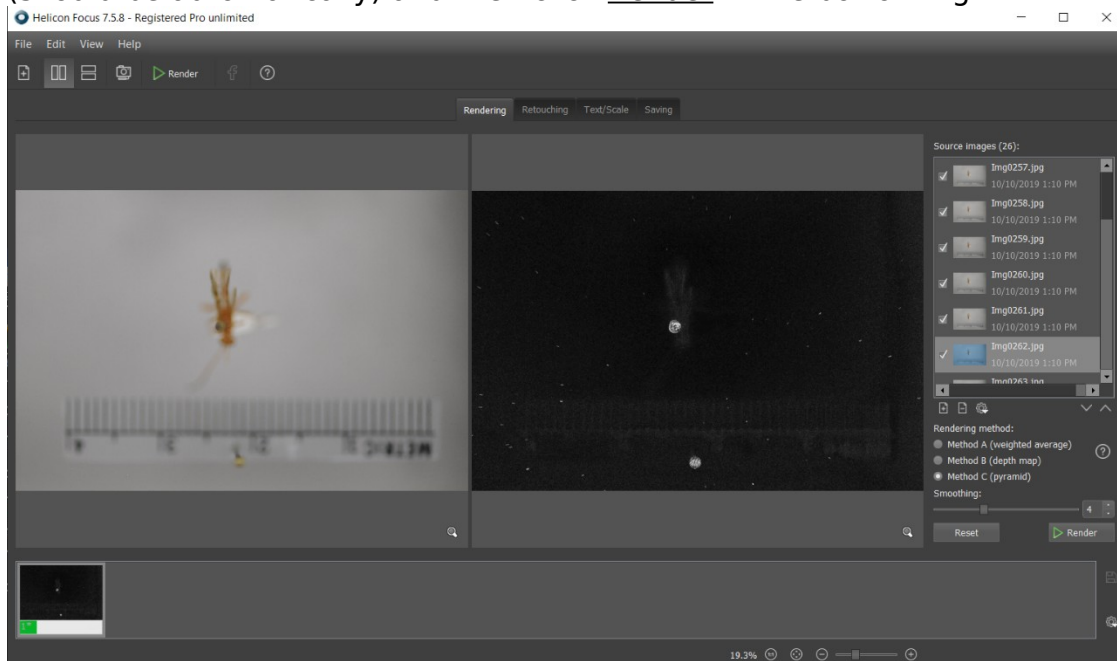 Helicon Focus 7.5.8 - Registered Pro unlimited
File Edit View Help
Render
Rendering Retouching Text/Scale Saving
Source images (26):
Img0257.jpg
10/10/2019 1:10 PM
Img0258.jpg
10/10/2019 1:10 PM
Img0259.jpg
10/10/2019 1:10 PM
Img0260.jpg
10/10/2019 1:10 PM
Img0261.jpg
10/10/2019 1:10 PM
Img0262.jpg
10/10/2019 1:10 PM
Img0263.jpg
Rendering method:
Method A (weighted average)
Method B (depth map)
Method C (pyramid)
Smoothing:
4
Reset Render
19.3%